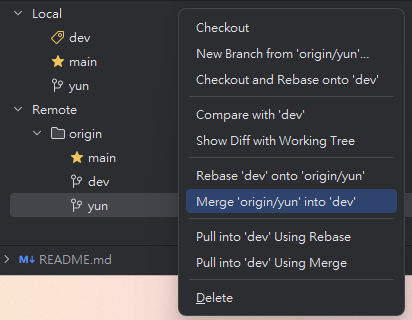 Local
dev
main
yun
Remote
origin
main
dev
yun
README.md
Checkout
New Branch from 'origin/yun'...
Checkout and Rebase onto 'dev'
Compare with 'dev'
Show Diff with Working Tree
Rebase 'dev' onto 'origin/yun'
Merge 'origin/yun' into 'dev'
Pull into 'dev' Using Rebase
Pull into 'dev' Using Merge
Delete